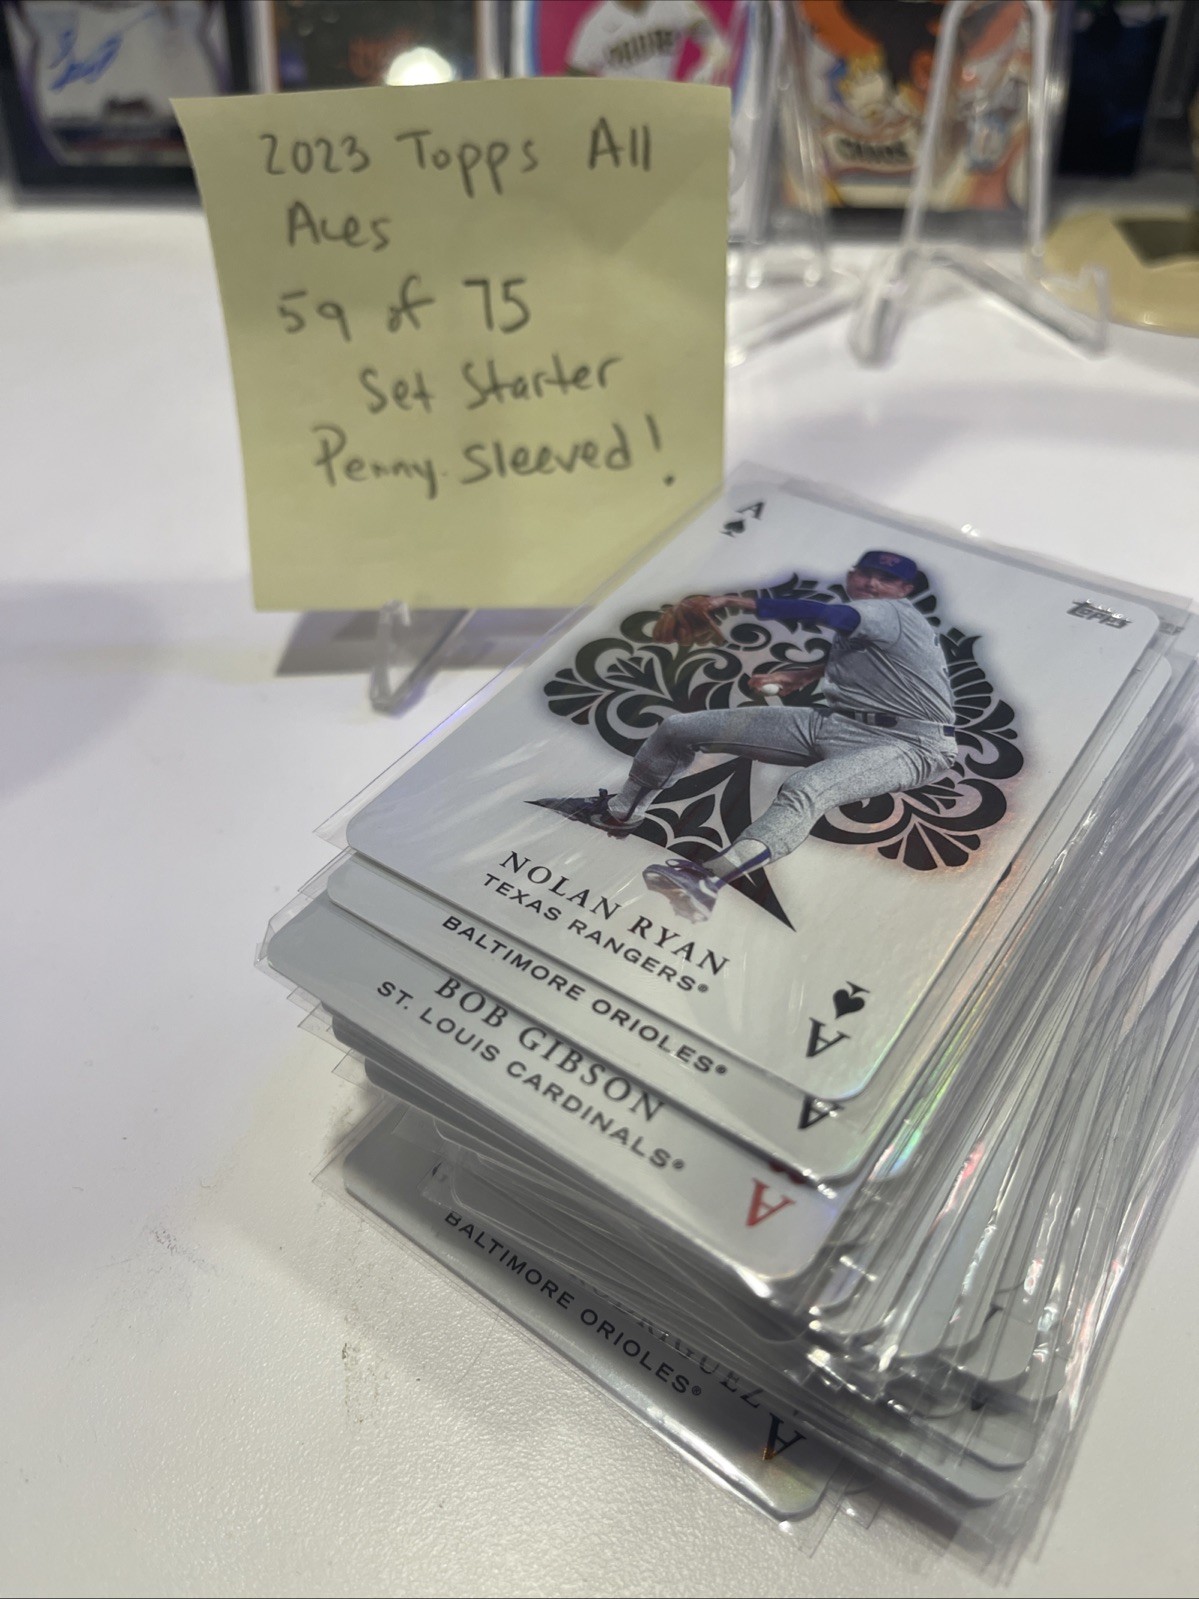 2023 Topps All
Aces
59 of 75
Set Starter
Penny Sleeved!
A
TOPPS
NOLAN RYAN
TEXAS RANGERS®
A
BALTIMORE ORIOLES®
A
BOB GIBSON
ST. LOUIS CARDINALS®
A
BALTIMORE ORIOLES®
A